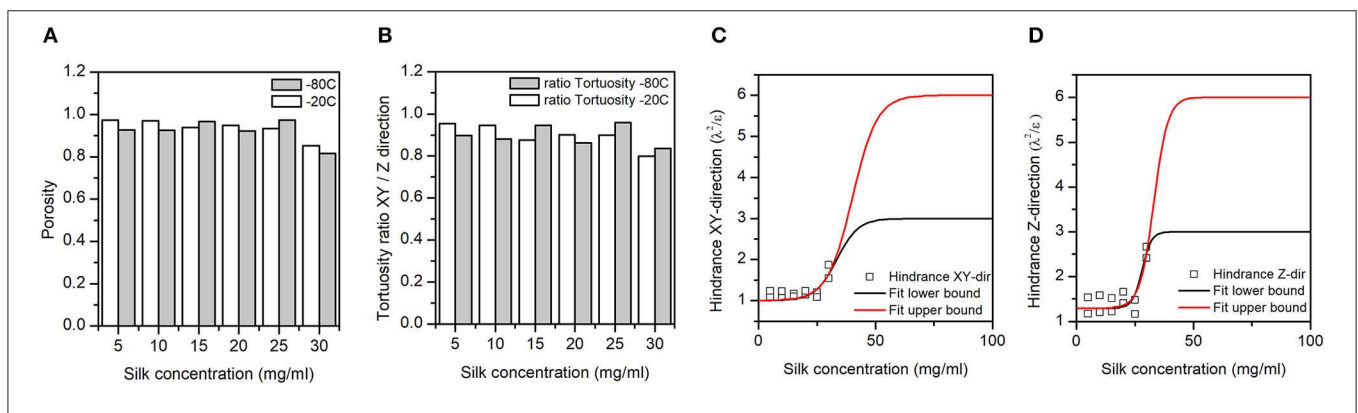 A
Porosity
1.2
1.0
0.8
0.6
0.4
0.2
0.0
-80C
-20C
5 10 15 20 25 30
Silk concentration (mg/ml)
B
Tortuosity ratio XY / Z direction
1.2
1.0
0.8
0.6
0.4
0.2
0.0
ratio Tortuosity -80C
ratio Tortuosity -20C
5 10 15 20 25 30
Silk concentration (mg/ml)
C
Hindrance XY-direction (λ²/ε)
6
5
4
3
2
1
Hindrance XY-dir
Fit lower bound
Fit upper bound
0 50 100
Silk concentration (mg/ml)
D
Hindrance Z-direction (λ²/ε)
6
5
4
3
2
1
Hindrance Z-dir
Fit lower bound
Fit upper bound
0 50 100
Silk concentration (mg/ml)